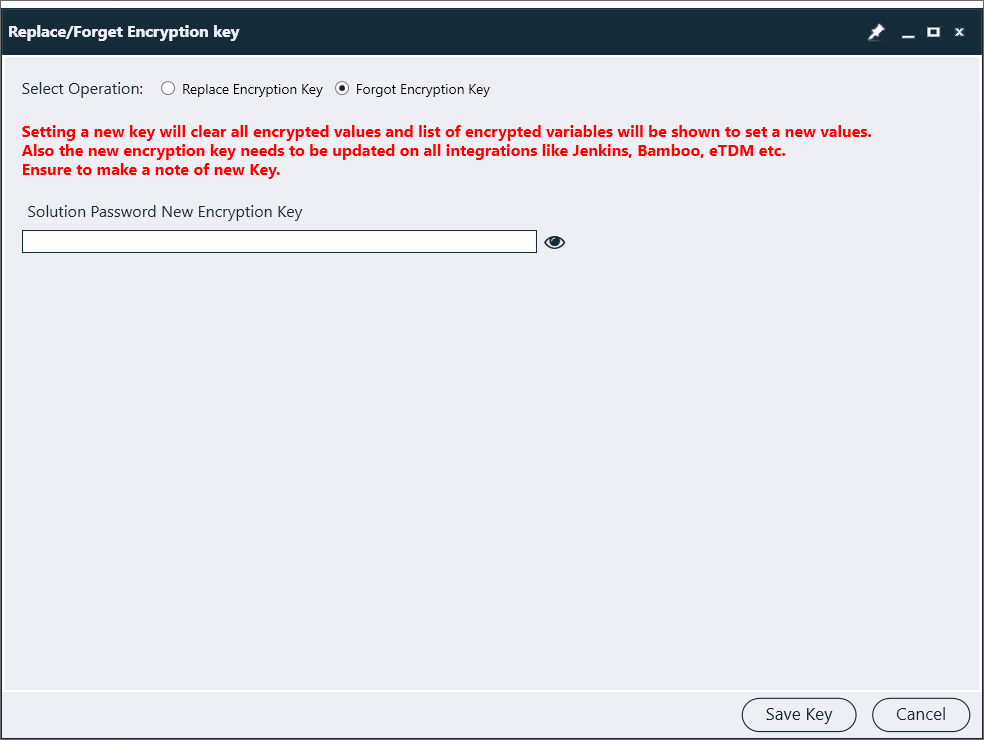 Replace/Forget Encryption key
Select Operation: Replace Encryption Key Forgot Encryption Key
Setting a new key will clear all encrypted values and list of encrypted variables will be shown to set a new values.
Also the new encryption key needs to be updated on all integrations like Jenkins, Bamboo, eTDM etc.
Ensure to make a note of new Key.
Solution Password New Encryption Key
Save Key Cancel